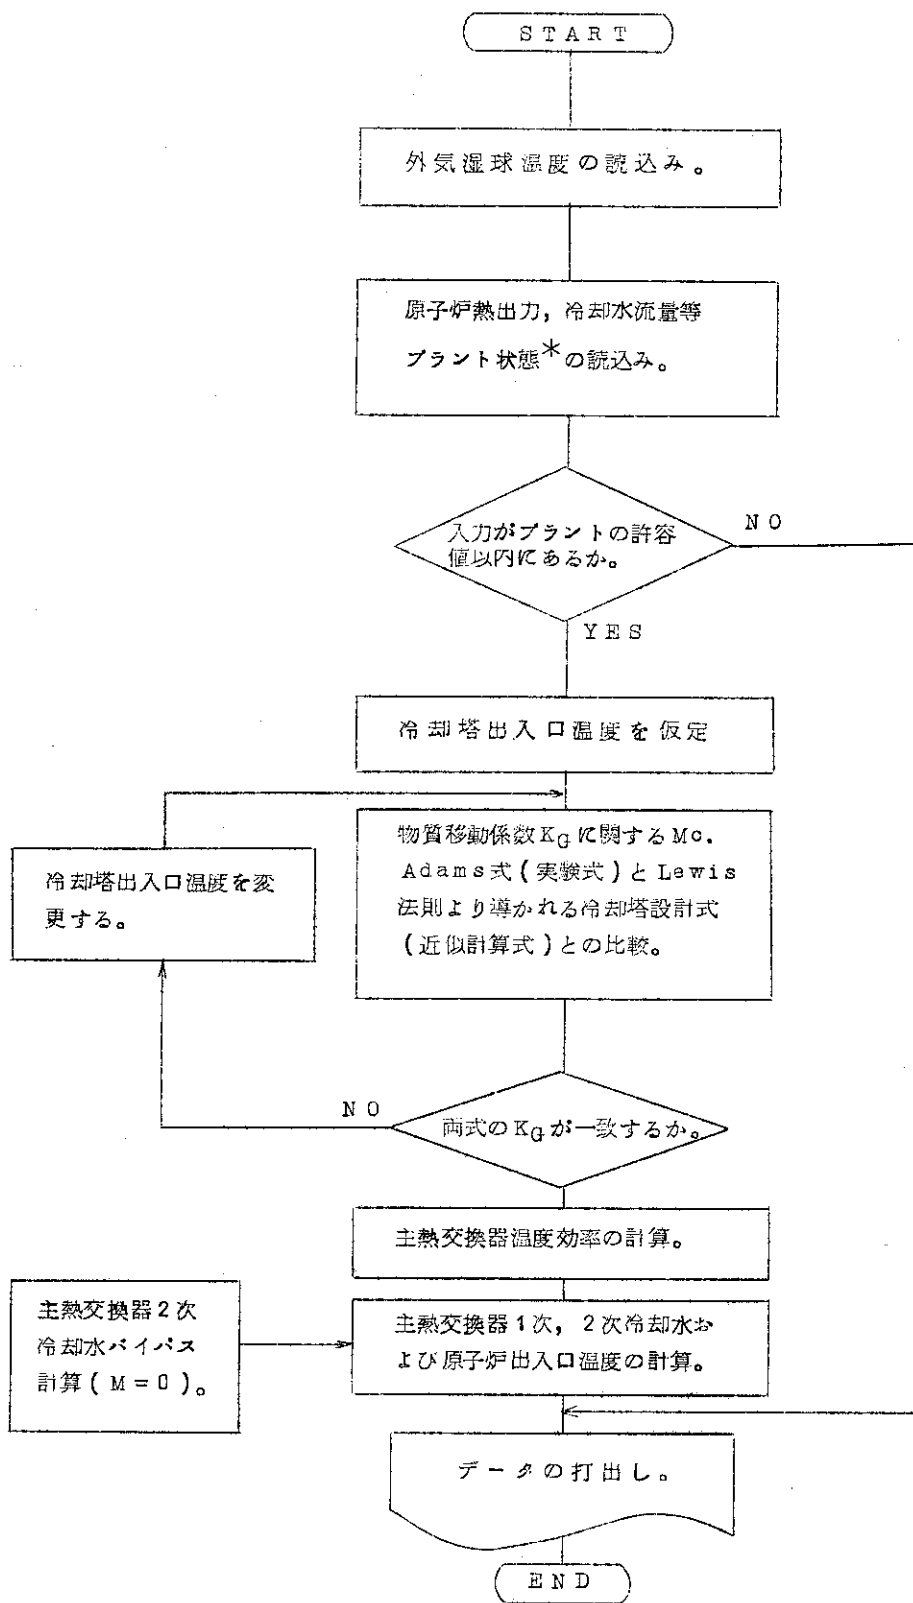 START
外気湿球温度の読込み。
原子炉熱出力，冷却水流量等
プラント状態*の読込み。
入力がプラントの許容
値以内にあるか。
NO
YES
冷却塔出入口温度を仮定
物質移動係数KGに関するMc.
Adams式(実験式)とLewis
法則より導かれる冷却塔設計式
(近似計算式)との比較。
冷却塔出入口温度を変
更する。
NO
両式のKGが一致するか。
主熱交換器温度効率の計算。
主熱交換器2次
冷却水バイパス
計算(M=0)。
主熱交換器1次，2次冷却水お
よび原子炉出入口温度の計算。
データの打出し。
END